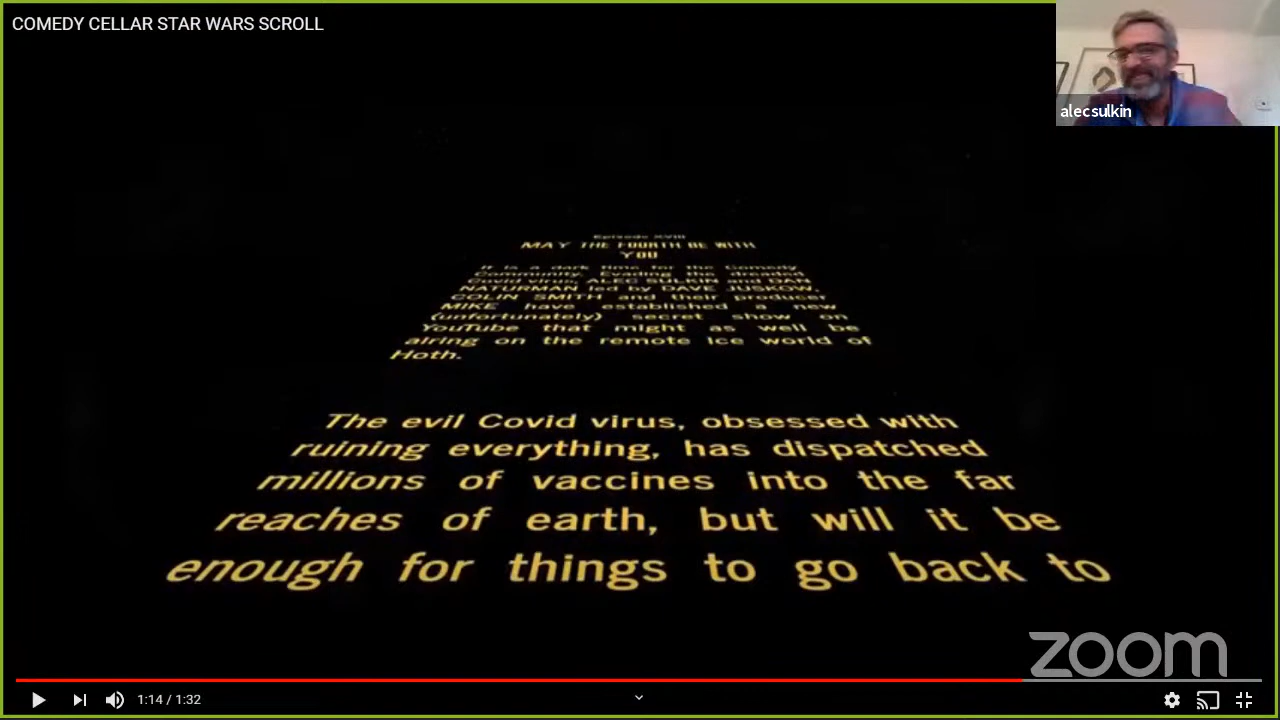 COMEDY CELLAR STAR WARS SCROLL
alecsulkin
Episode XVIII
MAY THE FOURTH BE WITH
YOU
It is a dark time for the Comedy
Community. Evading the dreaded
Covid virus, ALEC SULKIN and DAN
NATURMAN led by DAVE JUSKOW,
COLIN SMITH and their producer
MIKE have established a new
(unfortunately) secret show on
YouTube that might as well be
airing on the remote ice world of
Hoth.
The evil Covid virus, obsessed with
ruining everything, has dispatched
millions of vaccines into the far
reaches of earth, but will it be
enough for things to go back to
zoom
1:14 / 1:32